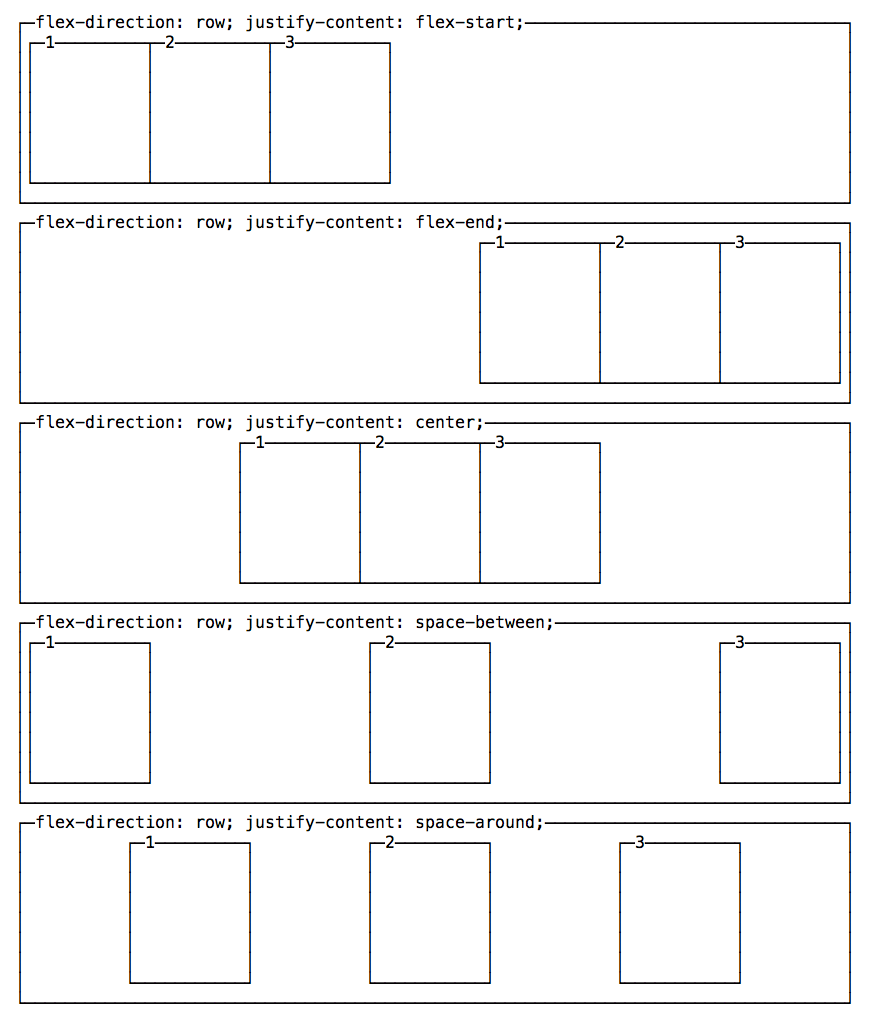 flex-direction: row; justify-content: flex-start;
1 2 3
flex-direction: row; justify-content: flex-end;
1 2 3
flex-direction: row; justify-content: center;
1 2 3
flex-direction: row; justify-content: space-between;
1 2 3
flex-direction: row; justify-content: space-around;
1 2 3